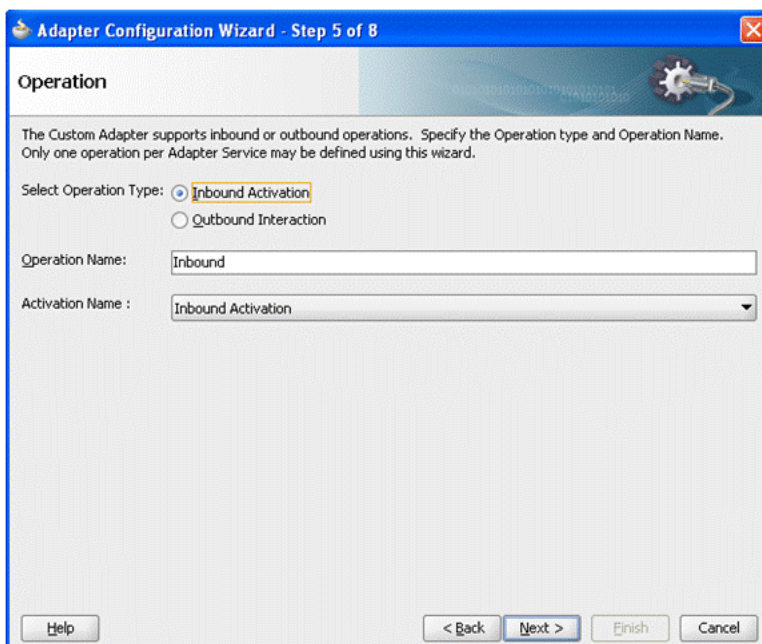 Adapter Configuration Wizard - Step 5 of 8
Operation
The Custom Adapter supports inbound or outbound operations. Specify the Operation type and Operation Name.
Only one operation per Adapter Service may be defined using this wizard.
Select Operation Type: Inbound Activation
Outbound Interaction
Operation Name: Inbound
Activation Name : Inbound Activation
Help < Back Next > Finish Cancel